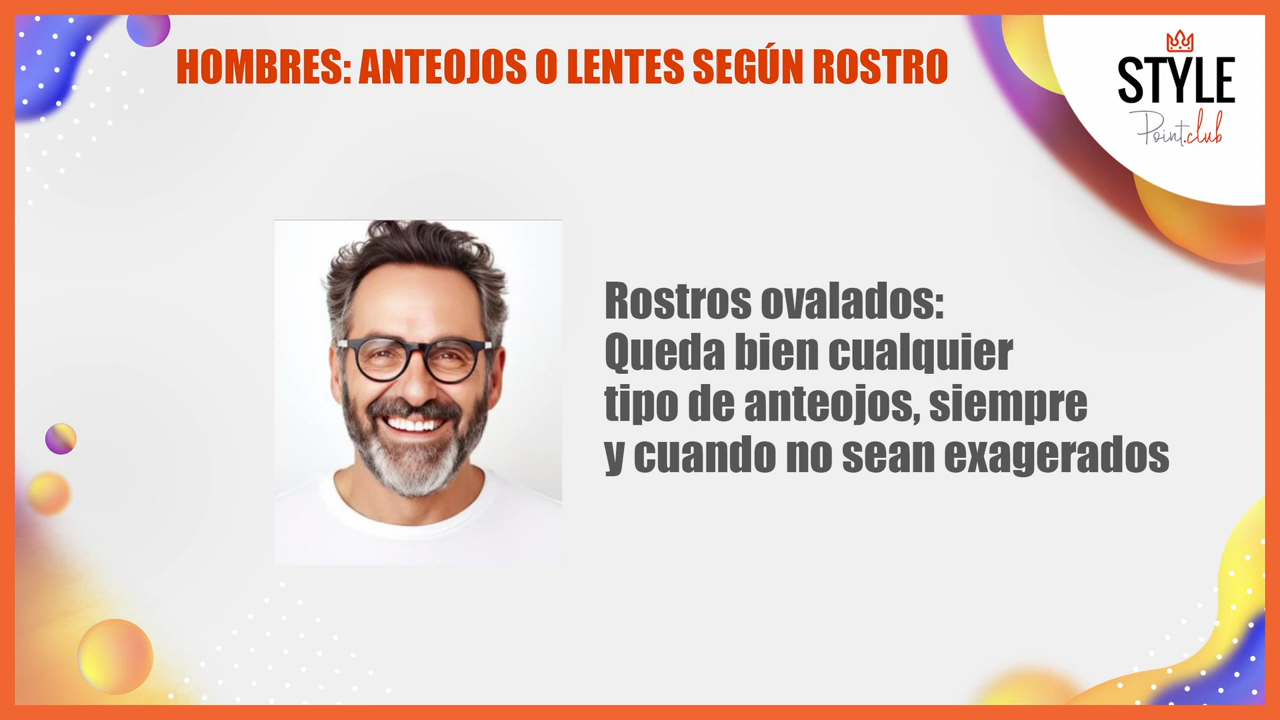 HOMBRES: ANTEOJOS O LENTES SEGÚN ROSTRO
STYLE
Point.club
Rostros ovalados:
Queda bien cualquier
tipo de anteojos, siempre
y cuando no sean exagerados